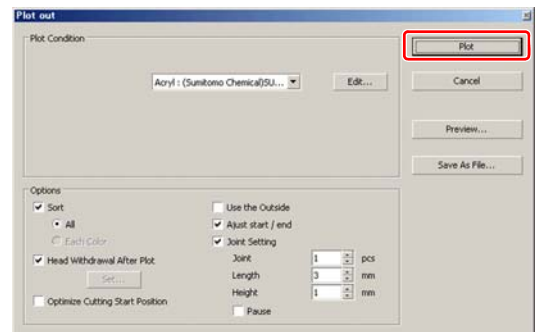 Plot out
Plot Condition
Plot
Acryl : (Sumitomo Chemical)SU...
Edit...
Cancel
Preview...
Save As File...
Options
Sort
Use the Outside
All
Ajust start / end
Each Color
Joint Setting
Head Withdrawal After Plot
Joint 1 pcs
Set...
Length 3 mm
Height 1 mm
Optimize Cutting Start Position
Pause